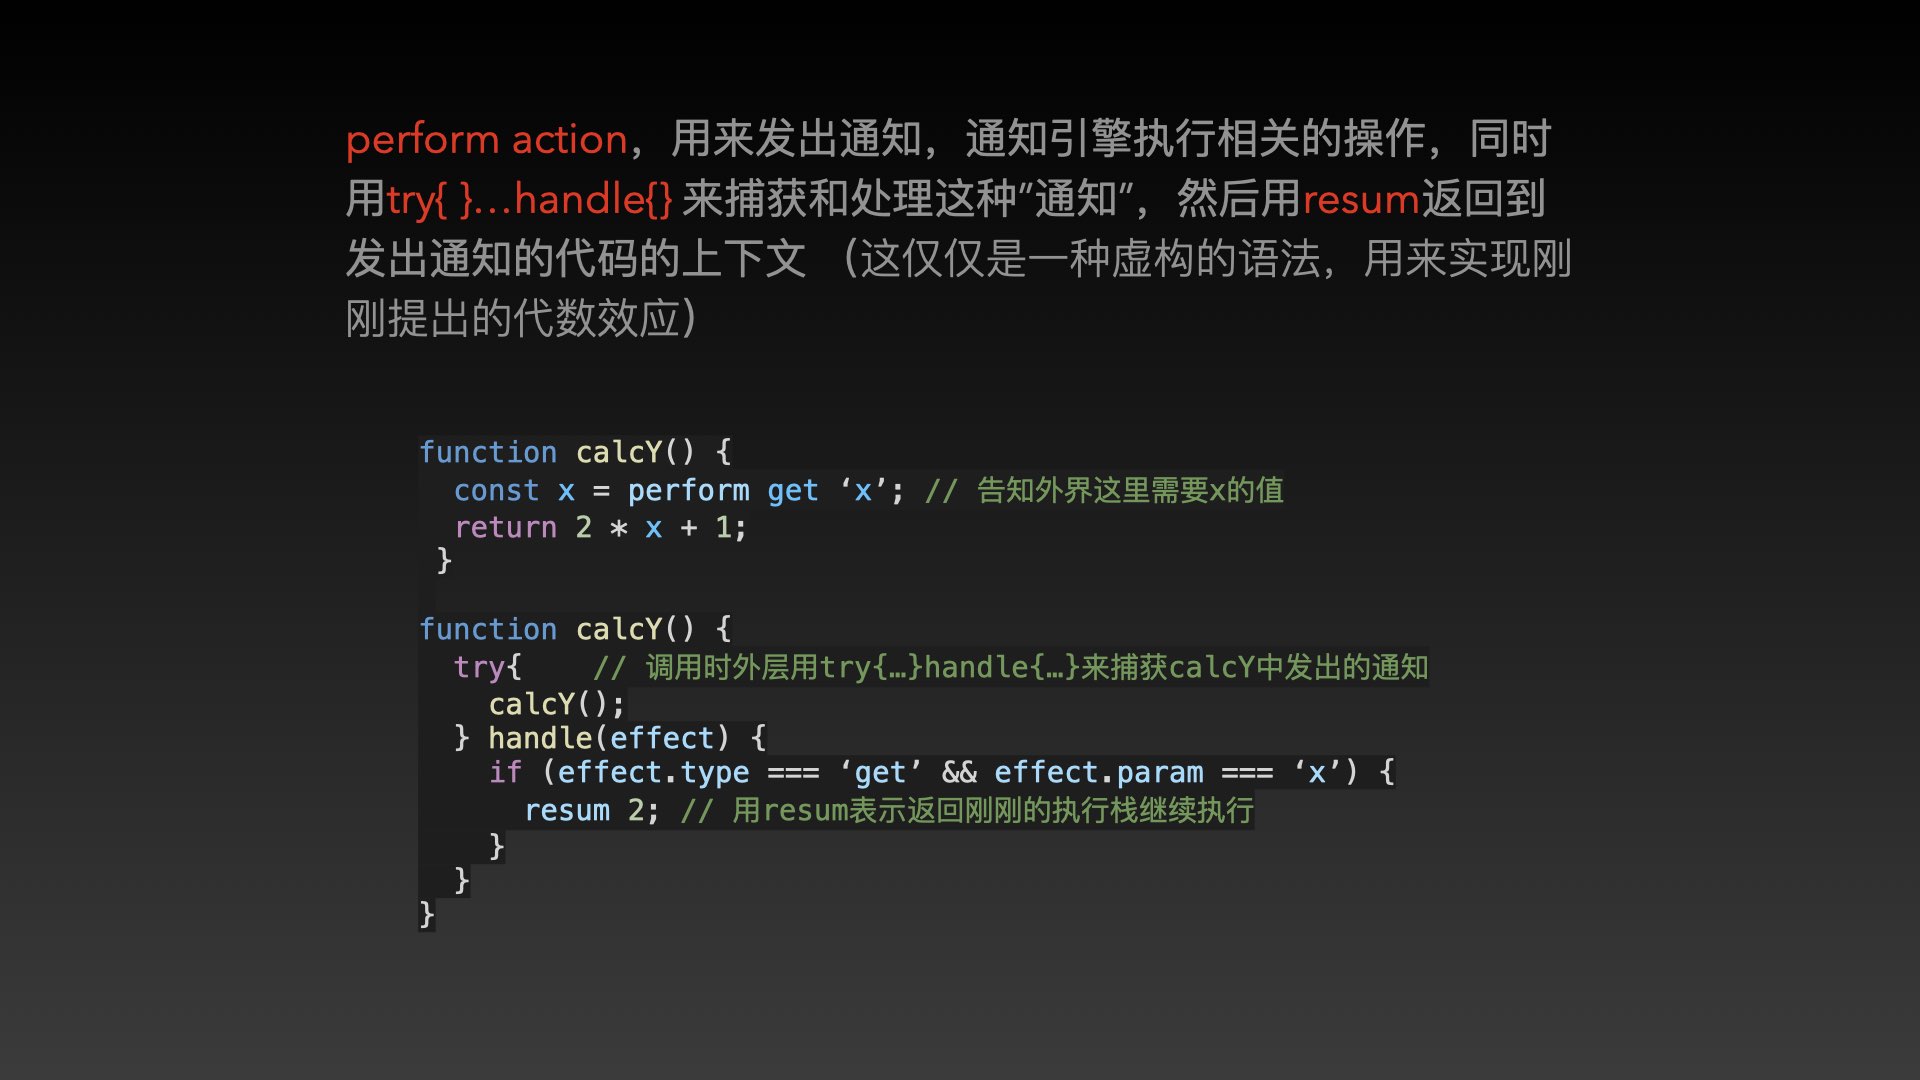 perform action，用来发出通知，通知引擎执行相关的操作，同时
用try{ }...handle{} 来捕获和处理这种”通知”，然后用resum返回到
发出通知的代码的上下文 （这仅仅是一种虚构的语法，用来实现刚
刚提出的代数效应）
function calcY() {
  const x = perform get ‘x’; // 告知外界这里需要x的值
  return 2 * x + 1;
 }
function calcY() {
  try{    // 调用时外层用try{…}handle{…}来捕获calcY中发出的通知
    calcY();
  } handle(effect) {
    if (effect.type === ‘get’ && effect.param === ‘x’) {
      resum 2; // 用resum表示返回刚刚的执行栈继续执行
    }
  }
}